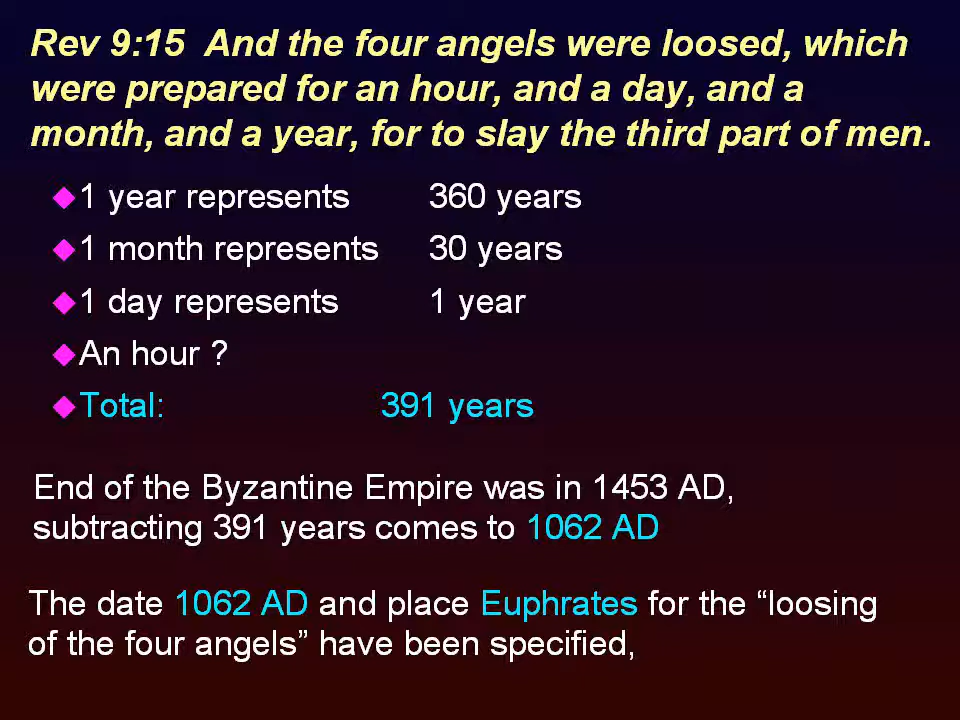 Rev 9:15 And the four angels were loosed, which
were prepared for an hour, and a day, and a
month, and a year, for to slay the third part of men.
1 year represents 360 years
1 month represents 30 years
1 day represents 1 year
An hour ?
Total: 391 years
End of the Byzantine Empire was in 1453 AD,
subtracting 391 years comes to 1062 AD
The date 1062 AD and place Euphrates for the “loosing
of the four angels” have been specified,